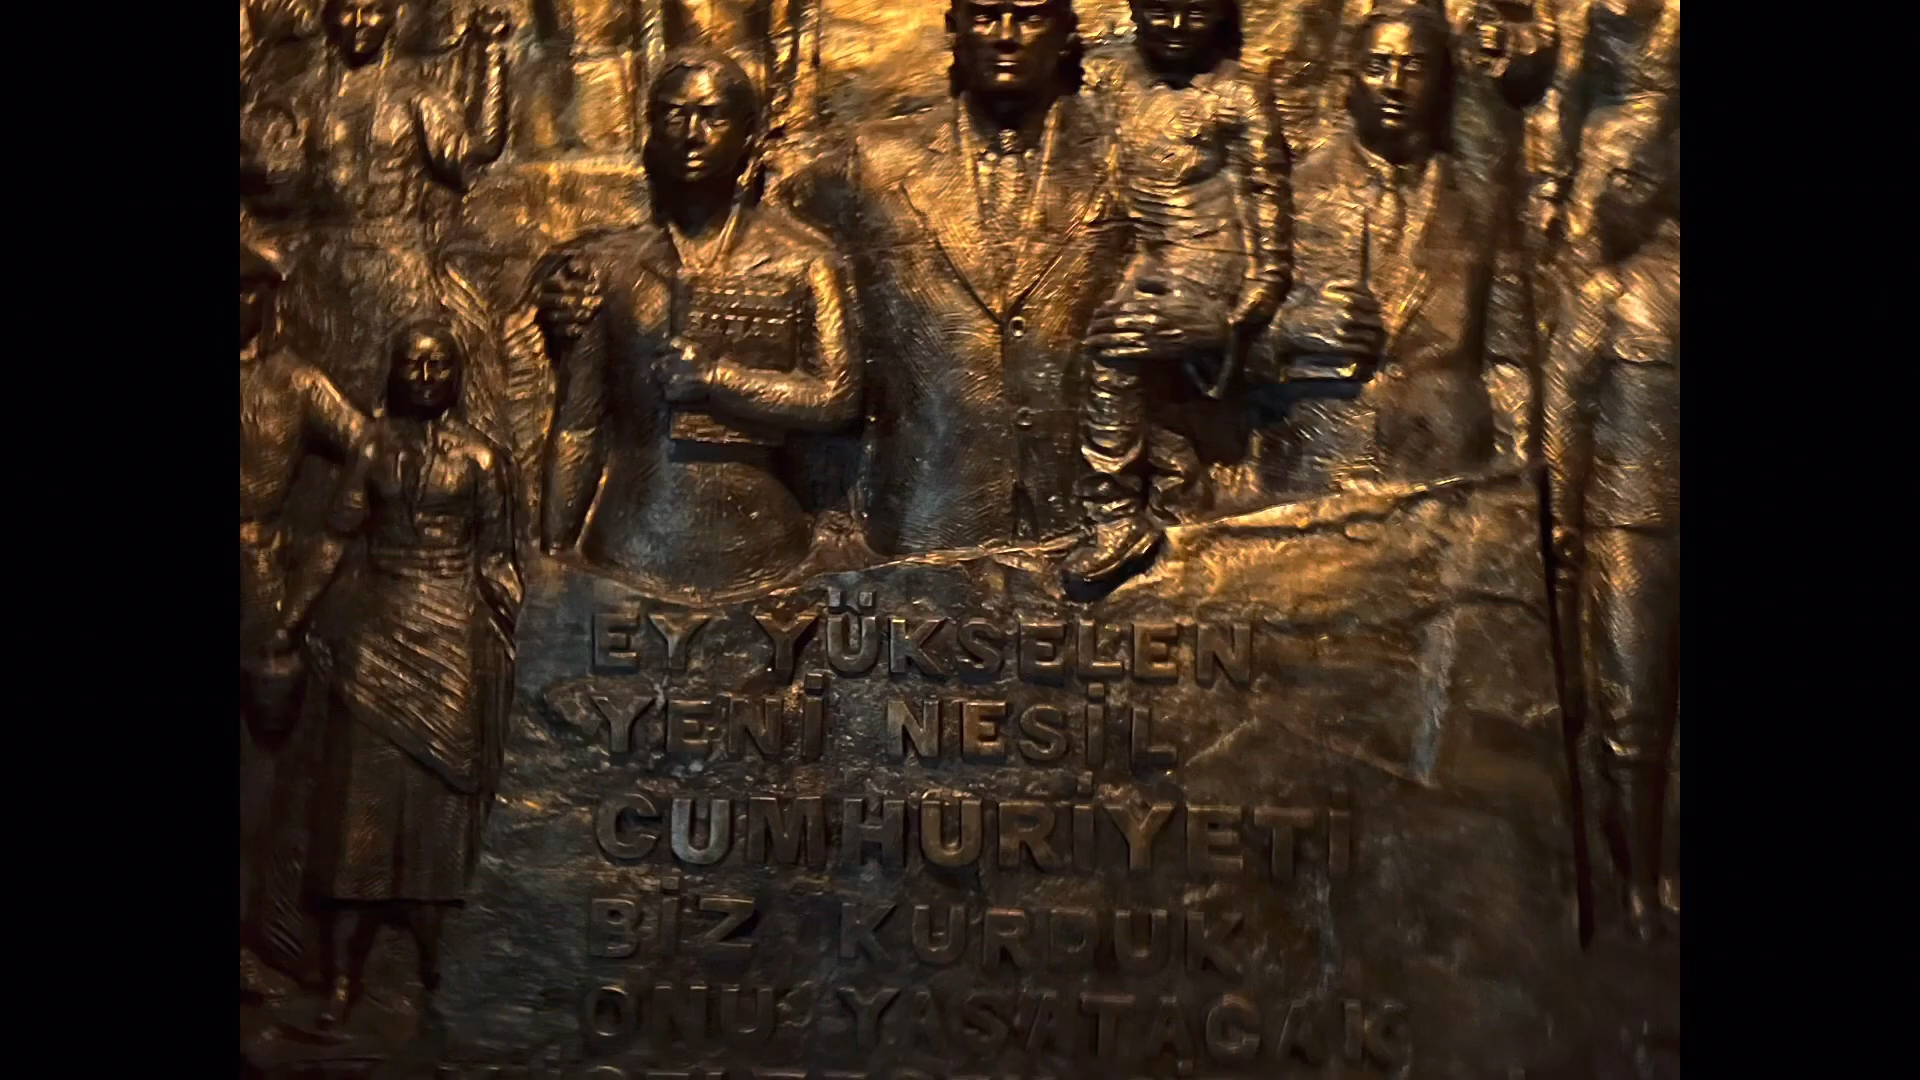 EY YÜKSELEN
YENİ NESİL
CUMHURİYETİ
BİZ KURDUK
ONU YAŞATACAK